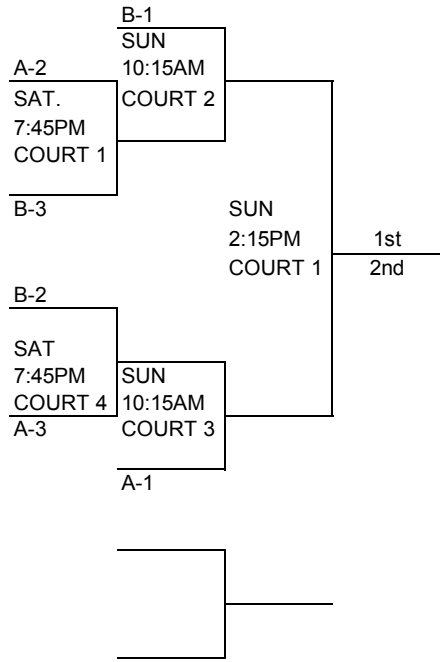 B-1
SUN
10:15AM
COURT 2
A-2
SAT.
7:45PM
COURT 1
B-3
SUN
2:15PM
COURT 1
1st
2nd
B-2
SAT
7:45PM
COURT 4
A-3
SUN
10:15AM
COURT 3
A-1